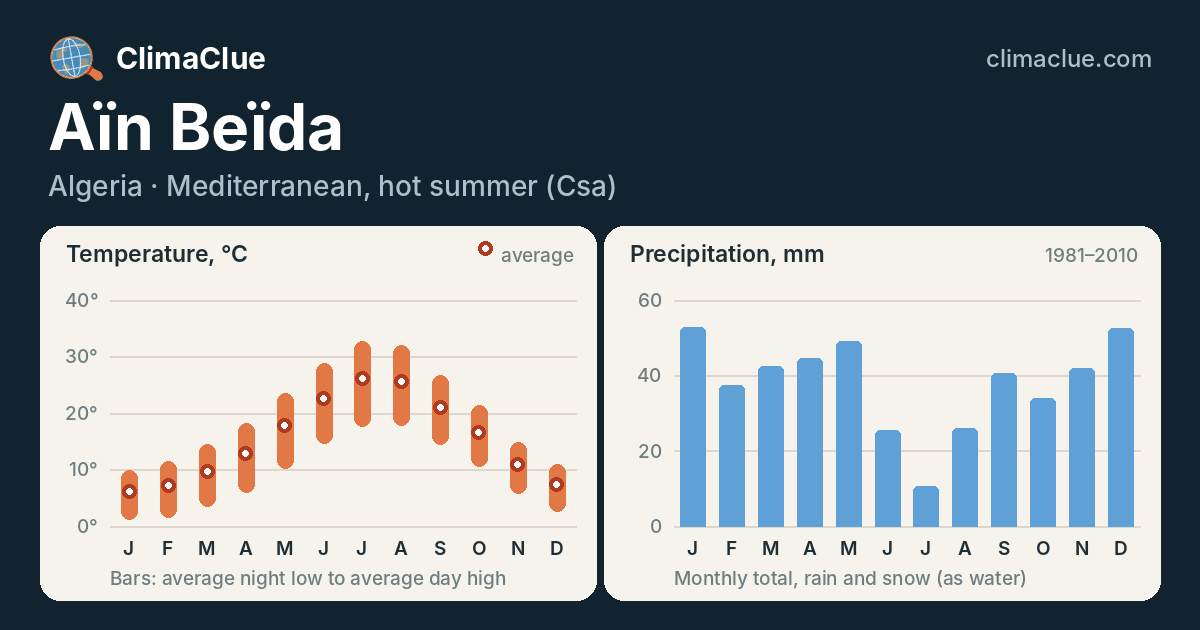 ClimaClue
climaclue.com
Aïn Beïda
Algeria · Mediterranean, hot summer (Csa)
Temperature, °C
average
40°
30°
20°
10°
0°
J F M A M J J A S O N D
Bars: average night low to average day high
Precipitation, mm
1981–2010
60
40
20
0
J F M A M J J A S O N D
Monthly total, rain and snow (as water)